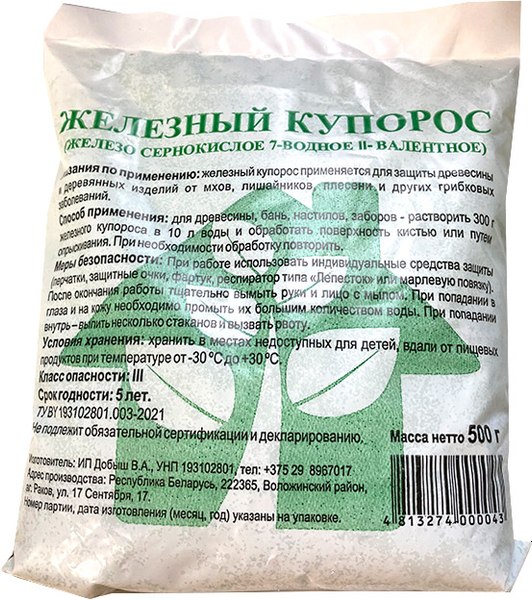 ЖЕЛЕЗНЫЙ КУПОРОС
(ЖЕЛЕЗО СЕРНОКИСЛОЕ 7-ВОДНОЕ II- ВАЛЕНТНОЕ)
по применению: железный купорос применяется для защиты древесины
и деревянных изделий от мхов, лишайников, плесени и других грибковых
заболеваний.
Способ применения: для древесины, бань, настилов, заборов - растворить 300 г
железного купороса в 10 л воды и обработать поверхность кистью или путем
опрыскивания. При необходимости обработку повторить.
Меры безопасности: При работе использовать индивидуальные средства защиты
(перчатки, защитные очки, фартук, респиратор типа «Лепесток» или марлевую повязку).
После окончания работы тщательно вымыть руки и лицо с мылом. При попадании в
глаза и на кожу необходимо промыть их большим количеством воды. При попадании
внутрь – выпить несколько стаканов и вызвать рвоту.
Условия хранения: хранить в местах недоступных для детей, вдали от пищевых
продуктов при температуре от -30 ºС до +30 ºС.
Класс опасности: III
Срок годности: 5 лет.
ТУ BY 193102801.003-2021
Не подлежит обязательной сертификации и декларированию.
Масса нетто 500 г
Изготовитель: ИП Добыш В.А., УНП 193102801, тел: +375 29 8967017
Адрес производства: Республика Беларусь, 222365, Воложинский район,
аг. Раков, ул. 17 Сентября, 17.
Номер партии, дата изготовления (месяц, год) указаны на упаковке.
4 813274 000043